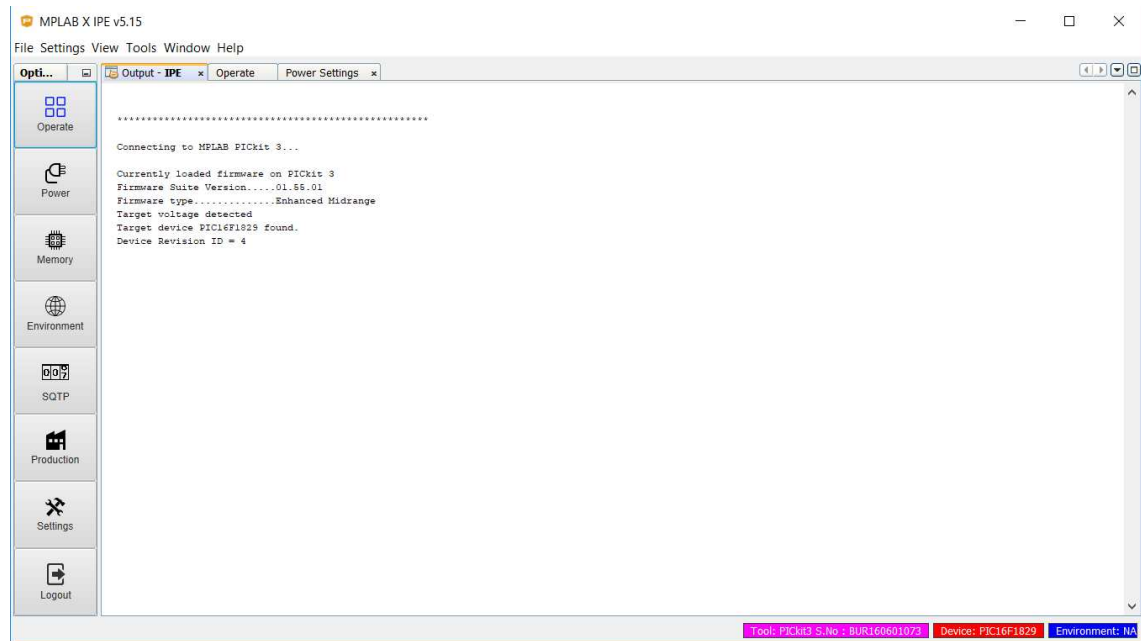 MPLAB X IPE v5.15
File Settings View Tools Window Help
Opti...
Output - IPE x Operate Power Settings x
Operate
Power
Memory
Environment
SQTP
Production
Settings
Logout
*****************************************************
Connecting to MPLAB PICkit 3...
Currently loaded firmware on PICkit 3
Firmware Suite Version.....01.55.01
Firmware type..............Enhanced Midrange
Target voltage detected
Target device PIC16F1829 found.
Device Revision ID = 4
Tool: PICkit3 S.No : BUR160601073 Device: PIC16F1829 Environment: NA